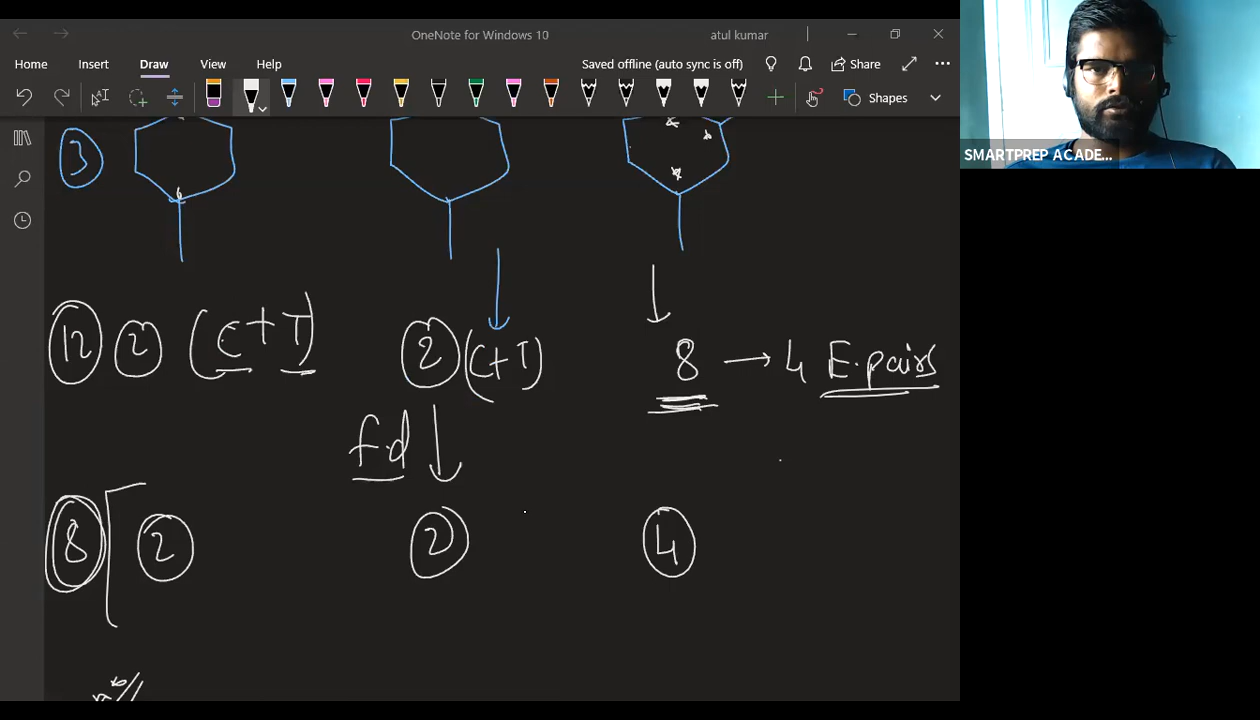 OneNote for Windows 10
atul kumar
Home Insert Draw View Help
Saved offline (auto sync is off)
Share
Shapes
SMARTPREP ACADE...
3
12 2 (C+T) 2 (C+T) 8 → 4 E.pairs
f.d
8 [ 2 2 4